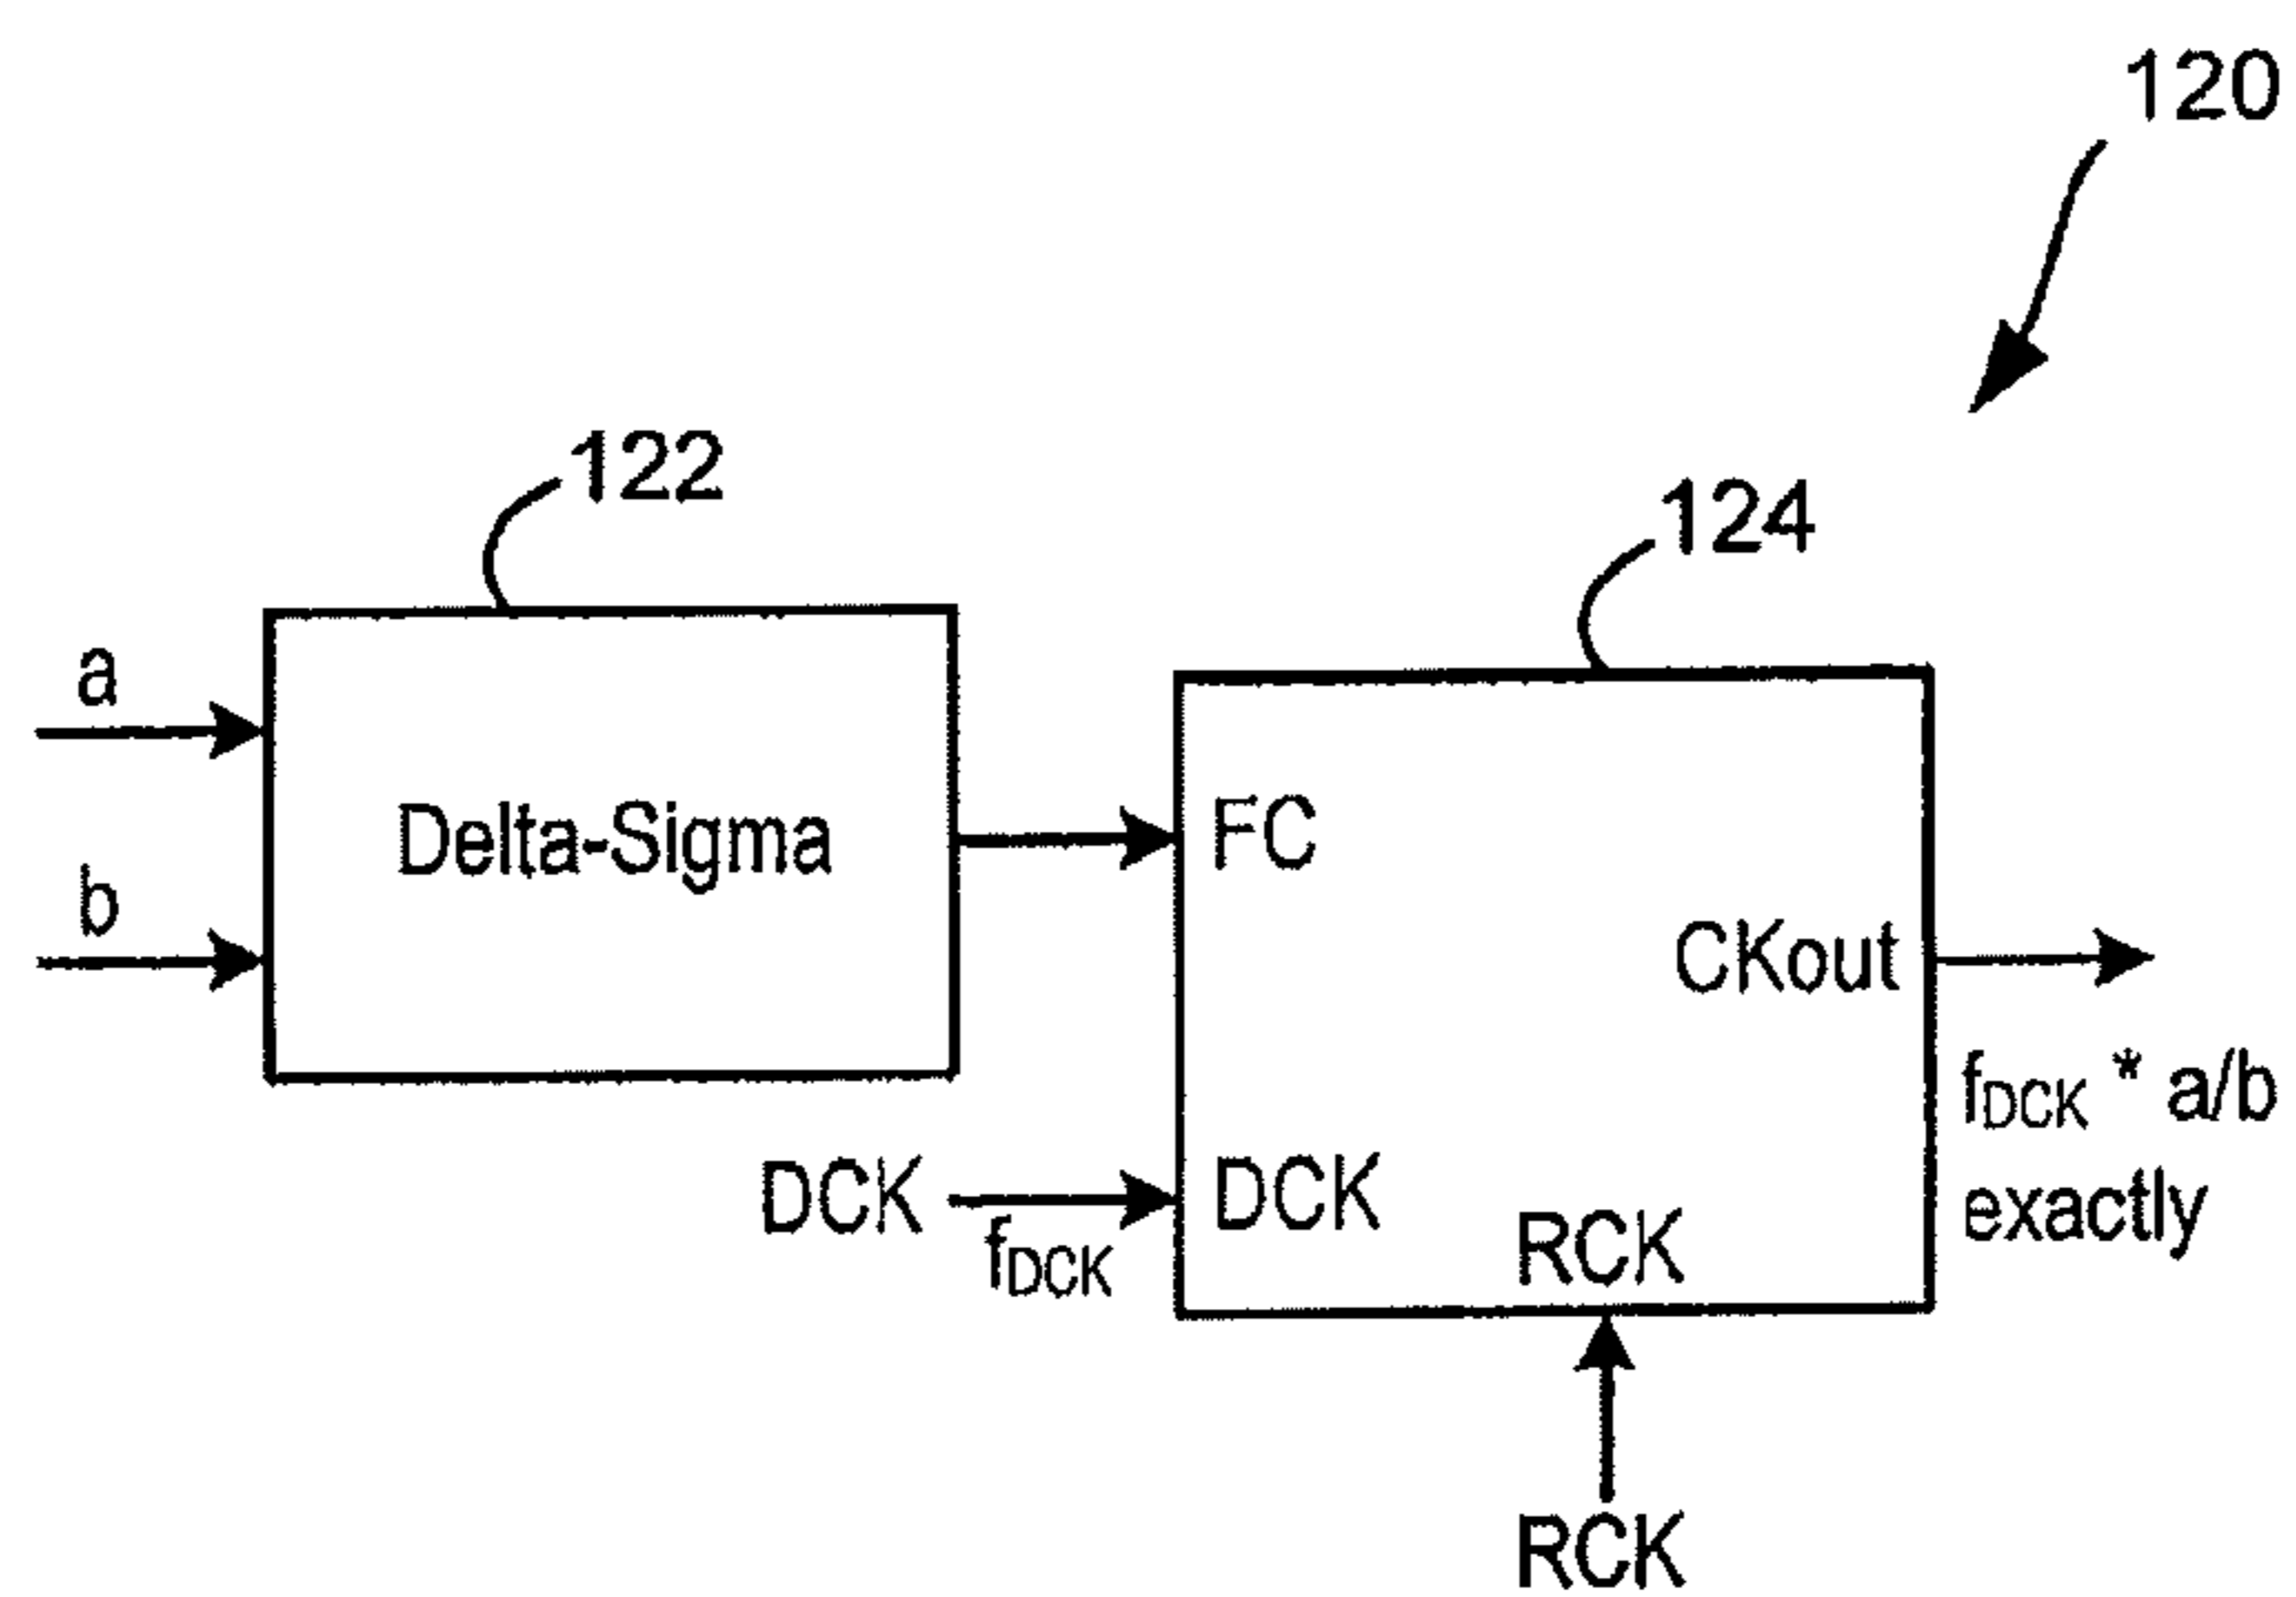 120
122
124
a
b
Delta-Sigma
FC
CKout
DCK
fDCK
DCK
RCK
fDCK * a/b
exactly
RCK